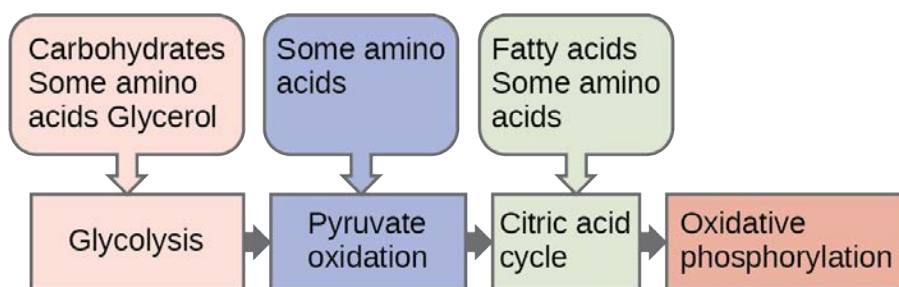 Carbohydrates
Some amino
acids Glycerol
Some amino
acids
Fatty acids
Some amino
acids
Glycolysis
Pyruvate
oxidation
Citric acid
cycle
Oxidative
phosphorylation